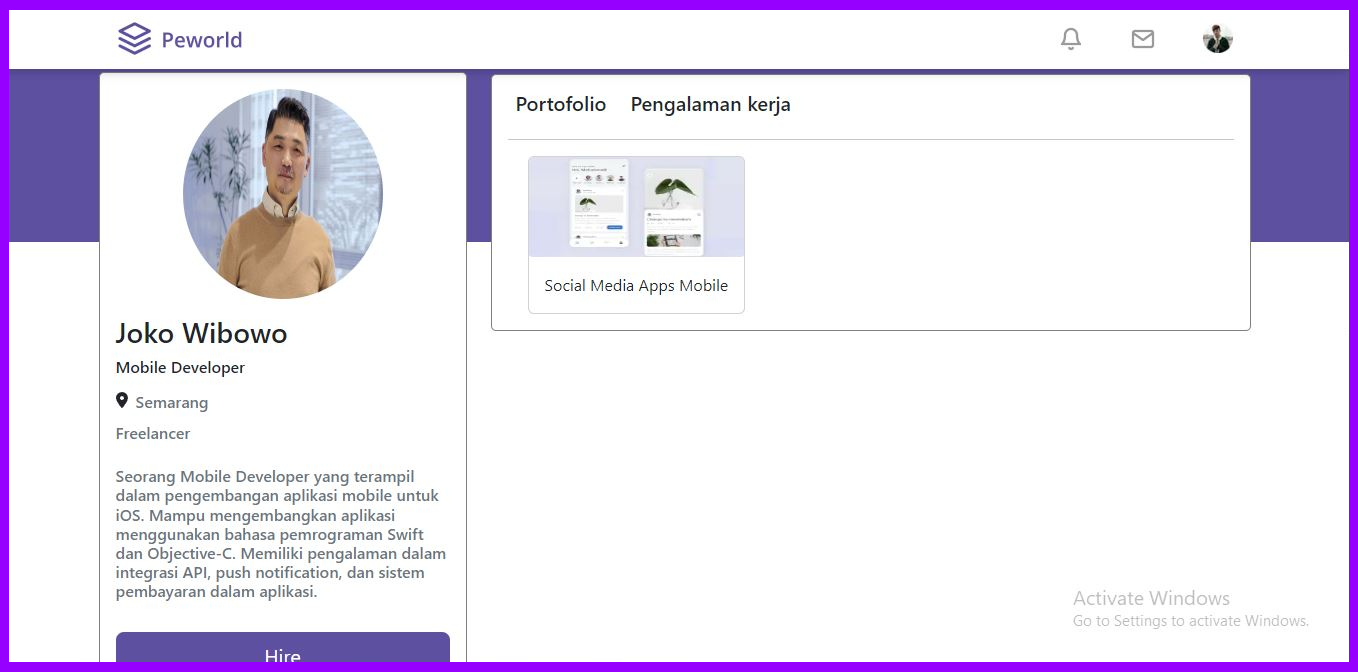 Peworld
Joko Wibowo
Mobile Developer
Semarang
Freelancer
Seorang Mobile Developer yang terampil
dalam pengembangan aplikasi mobile untuk
iOS. Mampu mengembangkan aplikasi
menggunakan bahasa pemrograman Swift
dan Objective-C. Memiliki pengalaman dalam
integrasi API, push notification, dan sistem
pembayaran dalam aplikasi.
Hire
Portofolio Pengalaman kerja
Social Media Apps Mobile
Activate Windows
Go to Settings to activate Windows.